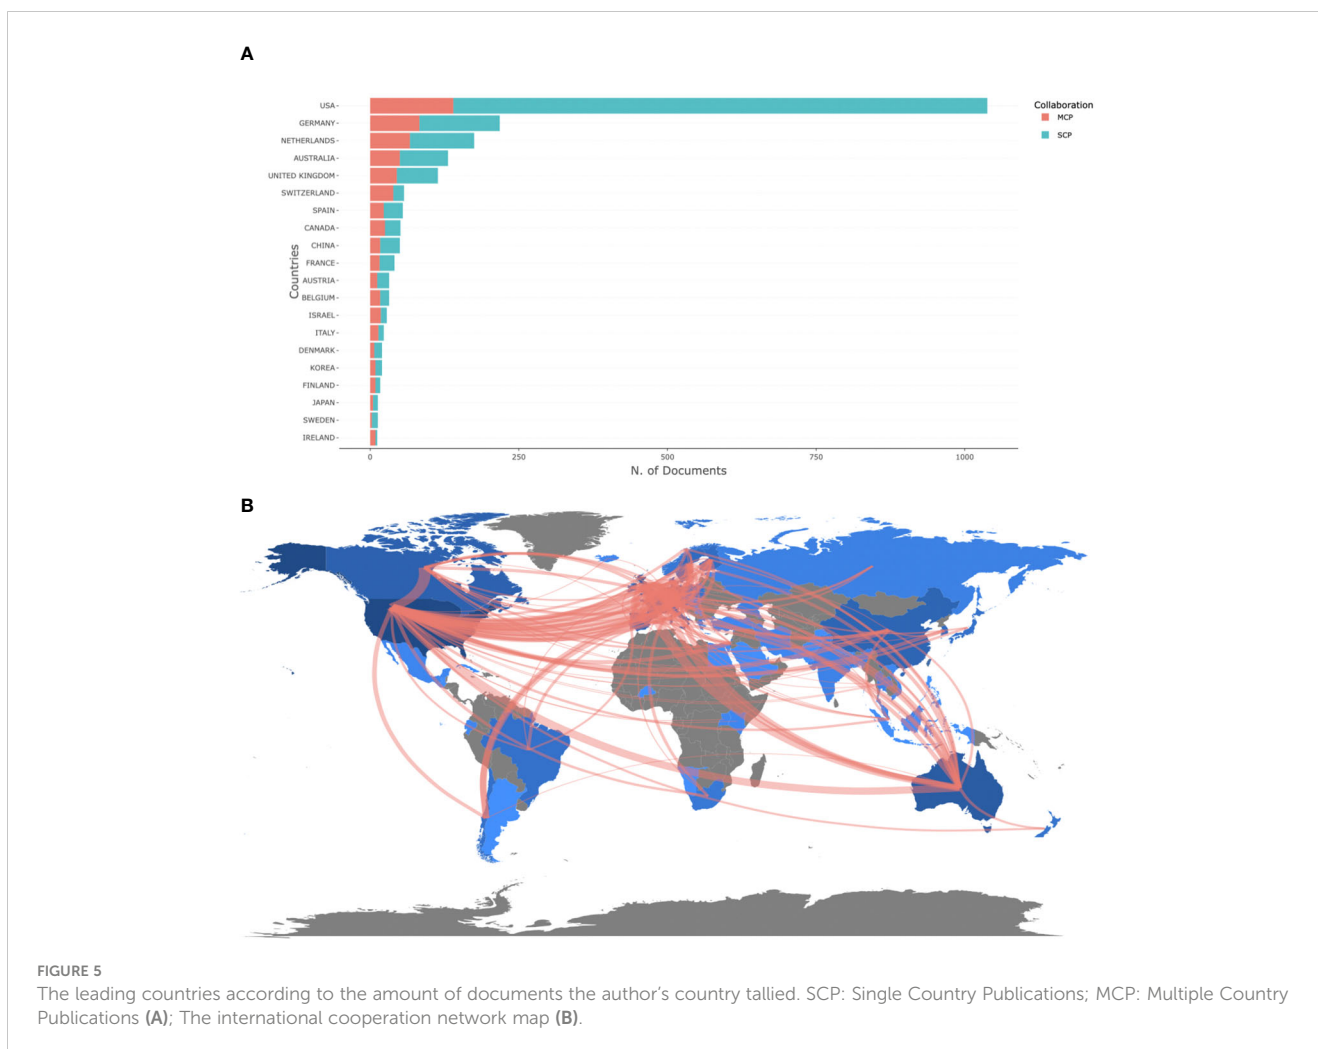 A
USA
GERMANY
NETHERLANDS
AUSTRALIA
UNITED KINGDOM
SWITZERLAND
SPAIN
CANADA
CHINA
FRANCE
AUSTRIA
BELGIUM
ISRAEL
ITALY
DENMARK
KOREA
FINLAND
JAPAN
SWEDEN
IRELAND
Countries
0 250 500 750 1000
N. of Documents
Collaboration
MCP
SCP
B
FIGURE 5
The leading countries according to the amount of documents the author’s country tallied. SCP: Single Country Publications; MCP: Multiple Country
Publications (A); The international cooperation network map (B).